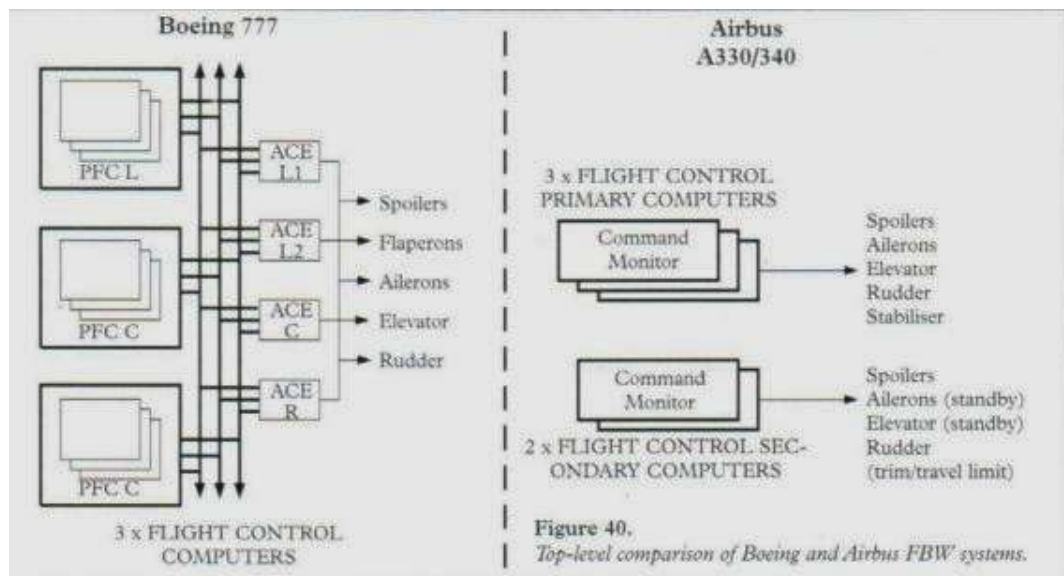 Boeing 777
PFC L
PFC C
PFC C
ACE
L1
ACE
L2
ACE
C
ACE
R
Spoilers
Flaperons
Ailerons
Elevator
Rudder
3 x FLIGHT CONTROL
COMPUTERS
Airbus
A330/340
3 x FLIGHT CONTROL
PRIMARY COMPUTERS
Command
Monitor
Spoilers
Ailerons
Elevator
Rudder
Stabiliser
Command
Monitor
2 x FLIGHT CONTROL SEC-
ONDARY COMPUTERS
Spoilers
Ailerons (standby)
Elevator (standby)
Rudder
(trim/travel limit)
Figure 40.
Top-level comparison of Boeing and Airbus FBW systems.